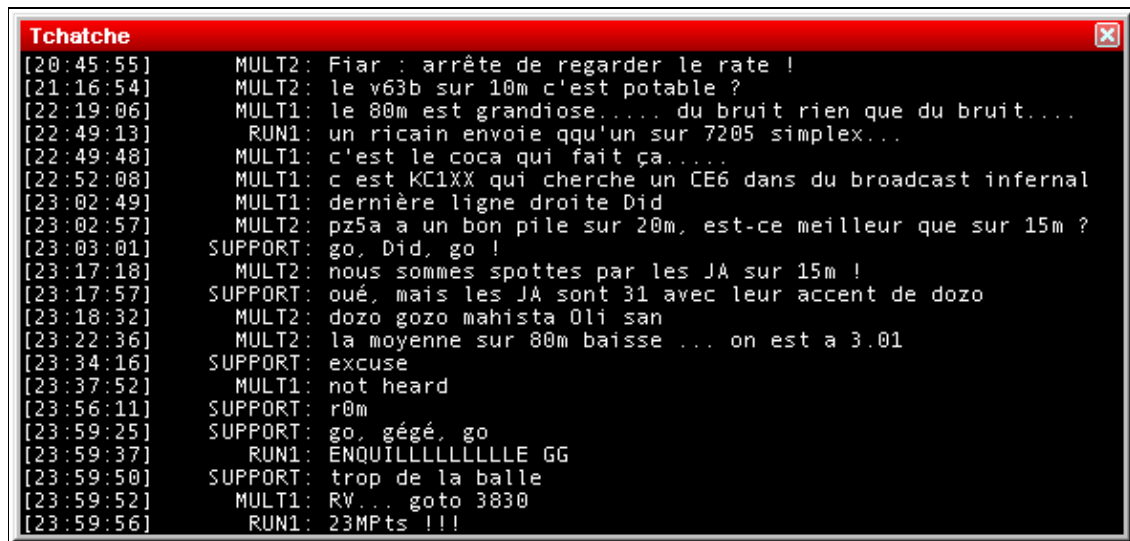 Tchatche
[20:45:55] MULT2: Fiar : arrête de regarder le rate !
[21:16:54] MULT2: le v63b sur 10m c'est potable ?
[22:19:06] MULT1: le 80m est grandiose..... du bruit rien que du bruit....
[22:49:13] RUN1: un ricain envoie qqu'un sur 7205 simplex...
[22:49:48] MULT1: c'est le coca qui fait ça.....
[22:52:08] MULT1: c est KC1XX qui cherche un CE6 dans du broadcast infernal
[23:02:49] MULT1: dernière ligne droite Did
[23:02:57] MULT2: pz5a a un bon pile sur 20m, est-ce meilleur que sur 15m ?
[23:03:01] SUPPORT: go, Did, go !
[23:17:18] MULT2: nous sommes spottes par les JA sur 15m !
[23:17:57] SUPPORT: oué, mais les JA sont 31 avec leur accent de dozo
[23:18:32] MULT2: dozo gozo mahista Oli san
[23:22:36] MULT2: la moyenne sur 80m baisse ... on est a 3.01
[23:34:16] SUPPORT: excuse
[23:37:52] MULT1: not heard
[23:56:11] SUPPORT: r0m
[23:59:25] SUPPORT: go, gégé, go
[23:59:37] RUN1: ENQUILLLLLLLLLE GG
[23:59:50] SUPPORT: trop de la balle
[23:59:52] MULT1: RV... goto 3830
[23:59:56] RUN1: 23MPts !!!